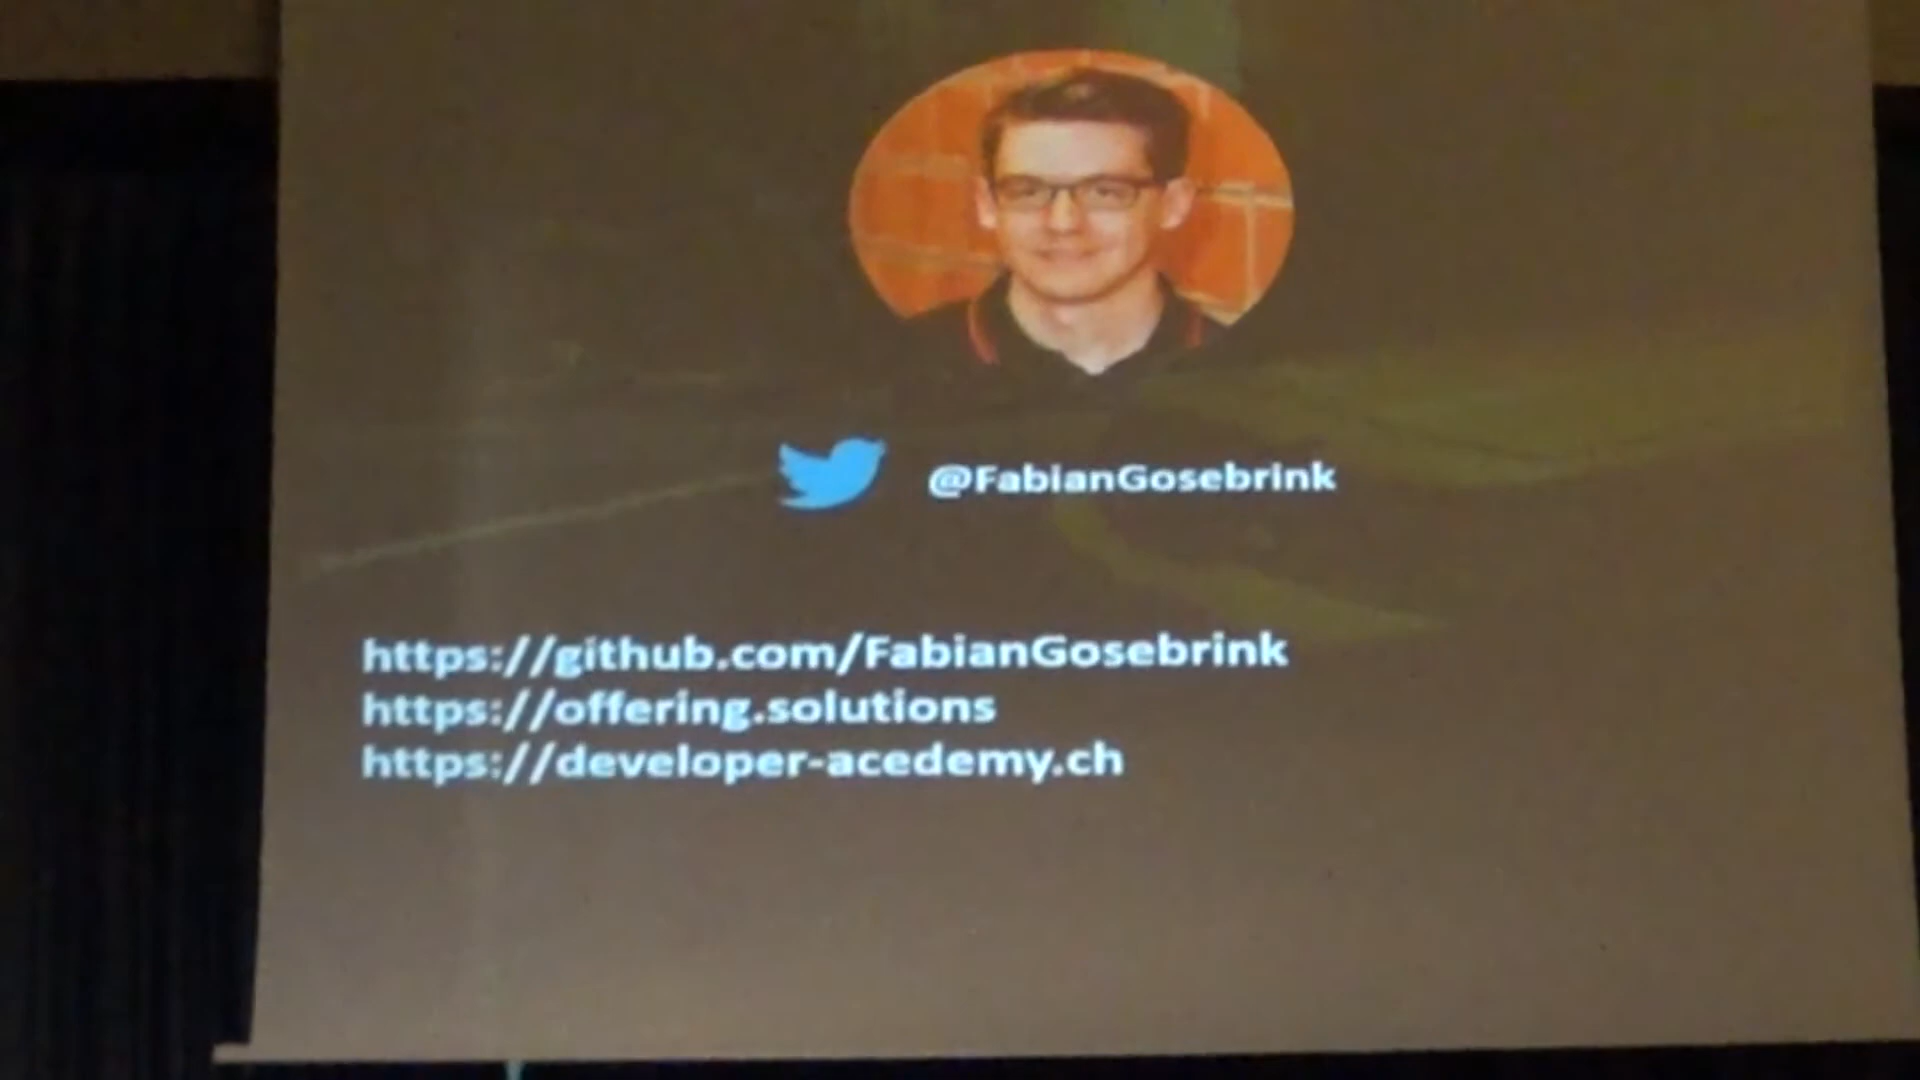 @FabianGosebrink
https://github.com/FabianGosebrink
https://offering.solutions
https://developer-acedemy.ch